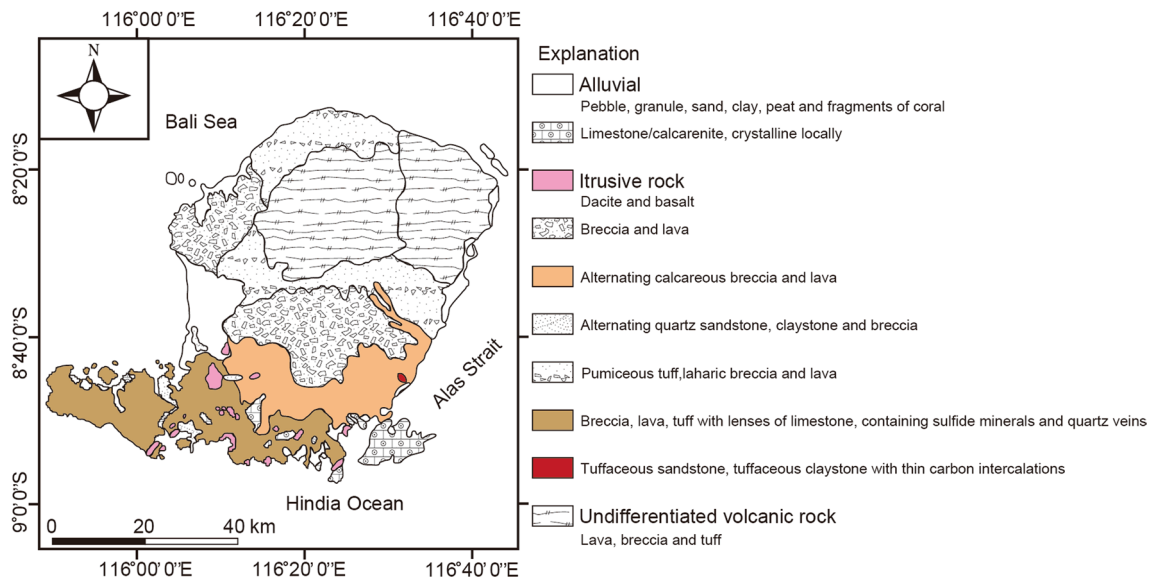 116°00′0″E 116°20′0″E 116°40′0″E
N
Bali Sea
8°20′0″S
8°40′0″S
9°0′0″S
Alas Strait
Hindia Ocean
0 20 40 km
116°00′0″E 116°20′0″E 116°40′0″E
Explanation
Alluvial
Pebble, granule, sand, clay, peat and fragments of coral
Limestone/calcarenite, crystalline locally
Itrusive rock
Dacite and basalt
Breccia and lava
Alternating calcareous breccia and lava
Alternating quartz sandstone, claystone and breccia
Pumiceous tuff,laharic breccia and lava
Breccia, lava, tuff with lenses of limestone, containing sulfide minerals and quartz veins
Tuffaceous sandstone, tuffaceous claystone with thin carbon intercalations
Undifferentiated volcanic rock
Lava, breccia and tuff